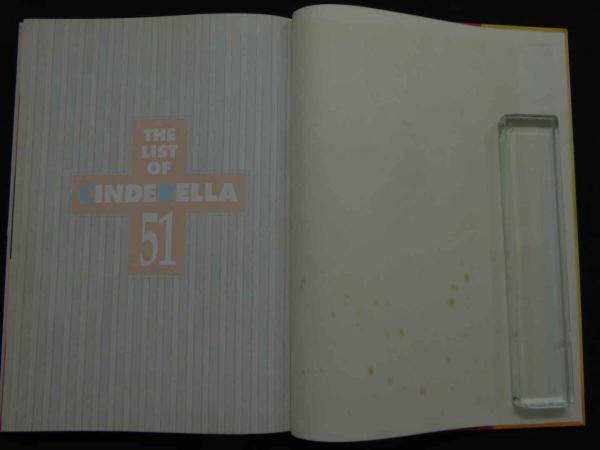 THE
LIST
OF
CINDERELLA
51